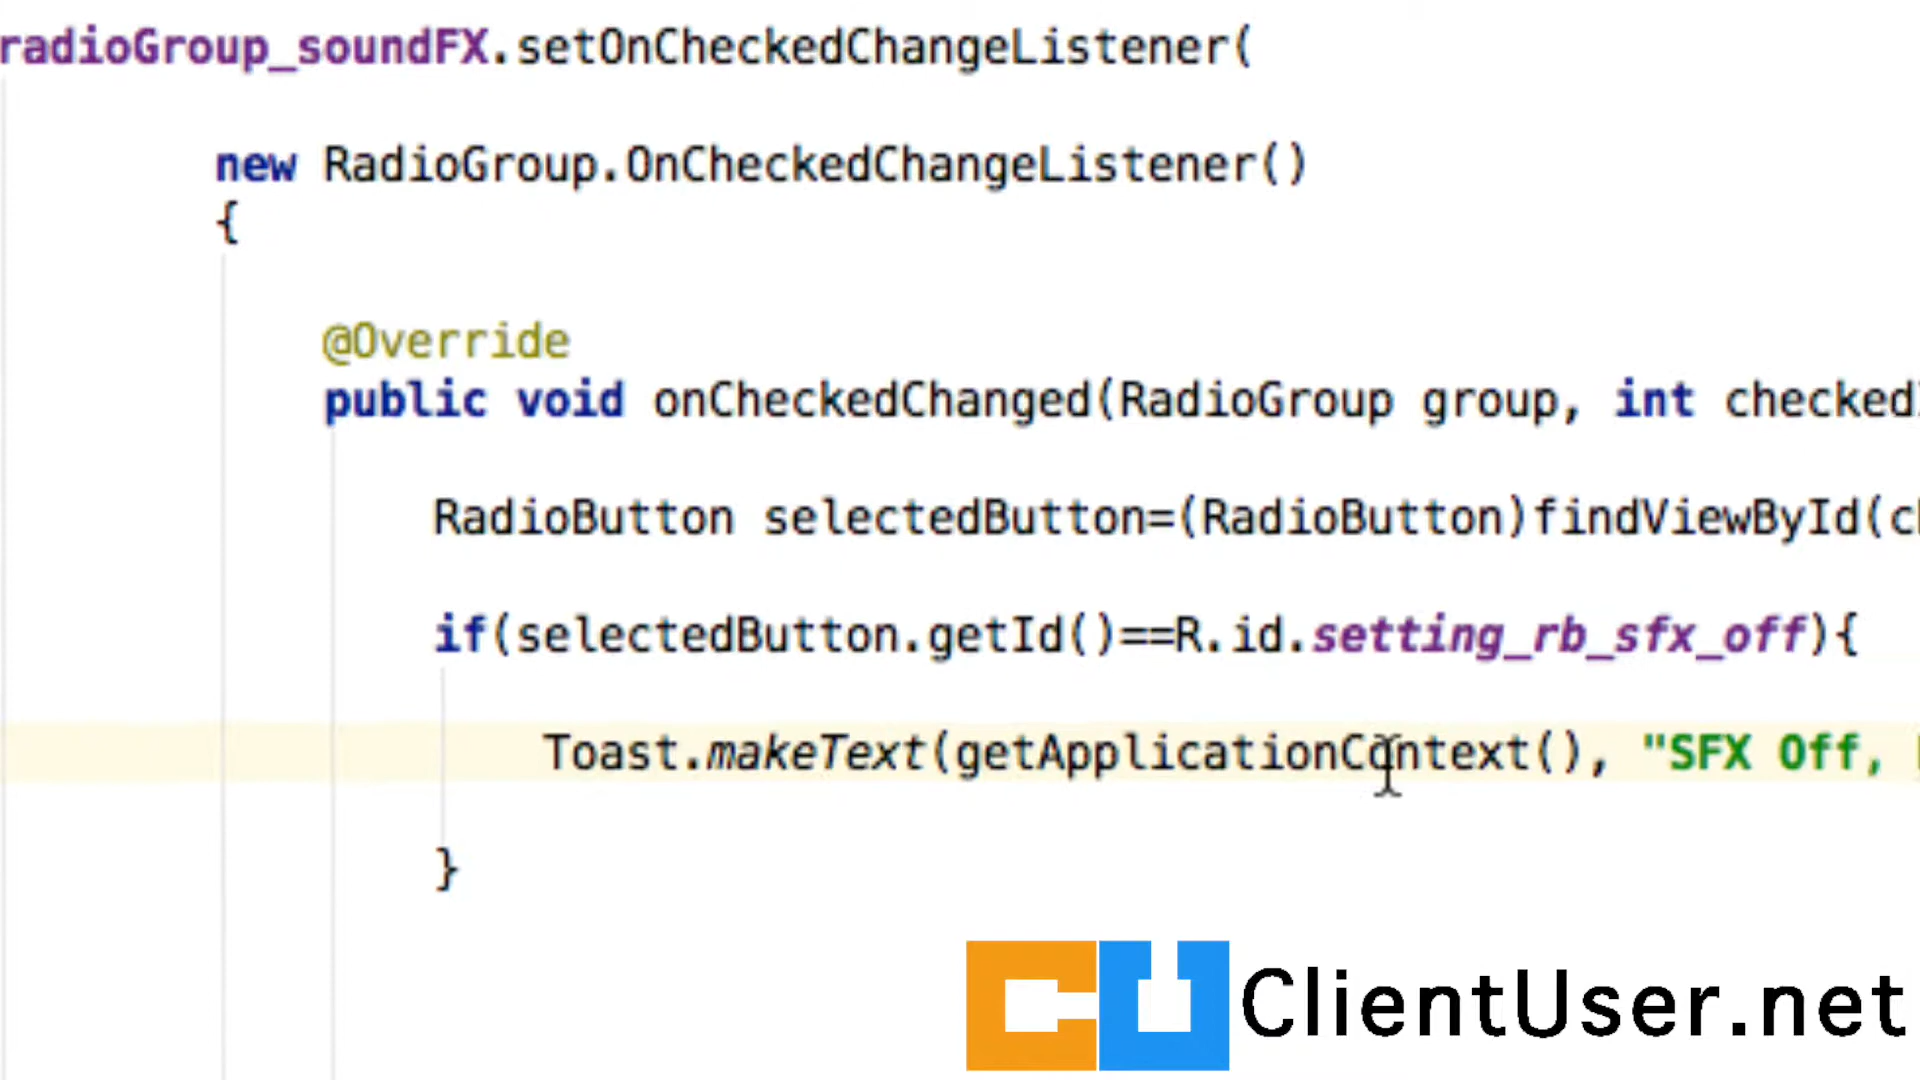 radioGroup_soundFX.setOnCheckedChangeListener(
new RadioGroup.OnCheckedChangeListener()
{
@Override
public void onCheckedChanged(RadioGroup group, int checked
RadioButton selectedButton=(RadioButton)findViewById(c
if(selectedButton.getId()==R.id.setting_rb_sfx_off){
Toast.makeText(getApplicationContext(), "SFX Off,
}
CU ClientUser.net